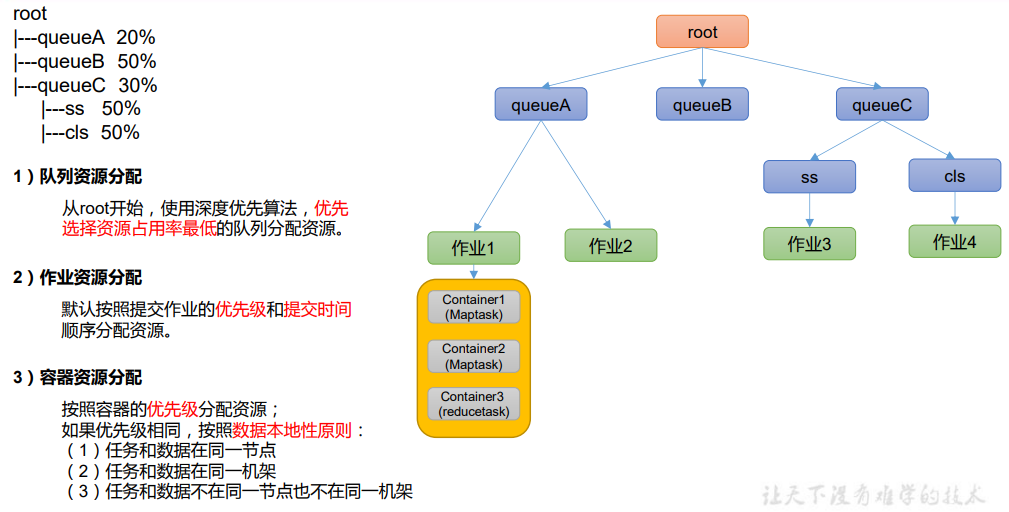 root
|---queueA 20%
|---queueB 50%
|---queueC 30%
|---ss 50%
|---cls 50%
1）队列资源分配
从root开始，使用深度优先算法，优先
选择资源占用率最低的队列分配资源。
2）作业资源分配
默认按照提交作业的优先级和提交时间
顺序分配资源。
3）容器资源分配
按照容器的优先级分配资源；
如果优先级相同，按照数据本地性原则：
（1）任务和数据在同一节点
（2）任务和数据在同一机架
（3）任务和数据不在同一节点也不在同一机架
root
queueA
queueB
queueC
ss
cls
作业1
作业2
作业3
作业4
Container1
(Maptask)
Container2
(Maptask)
Container3
(reducetask)
让天下没有难学的技术